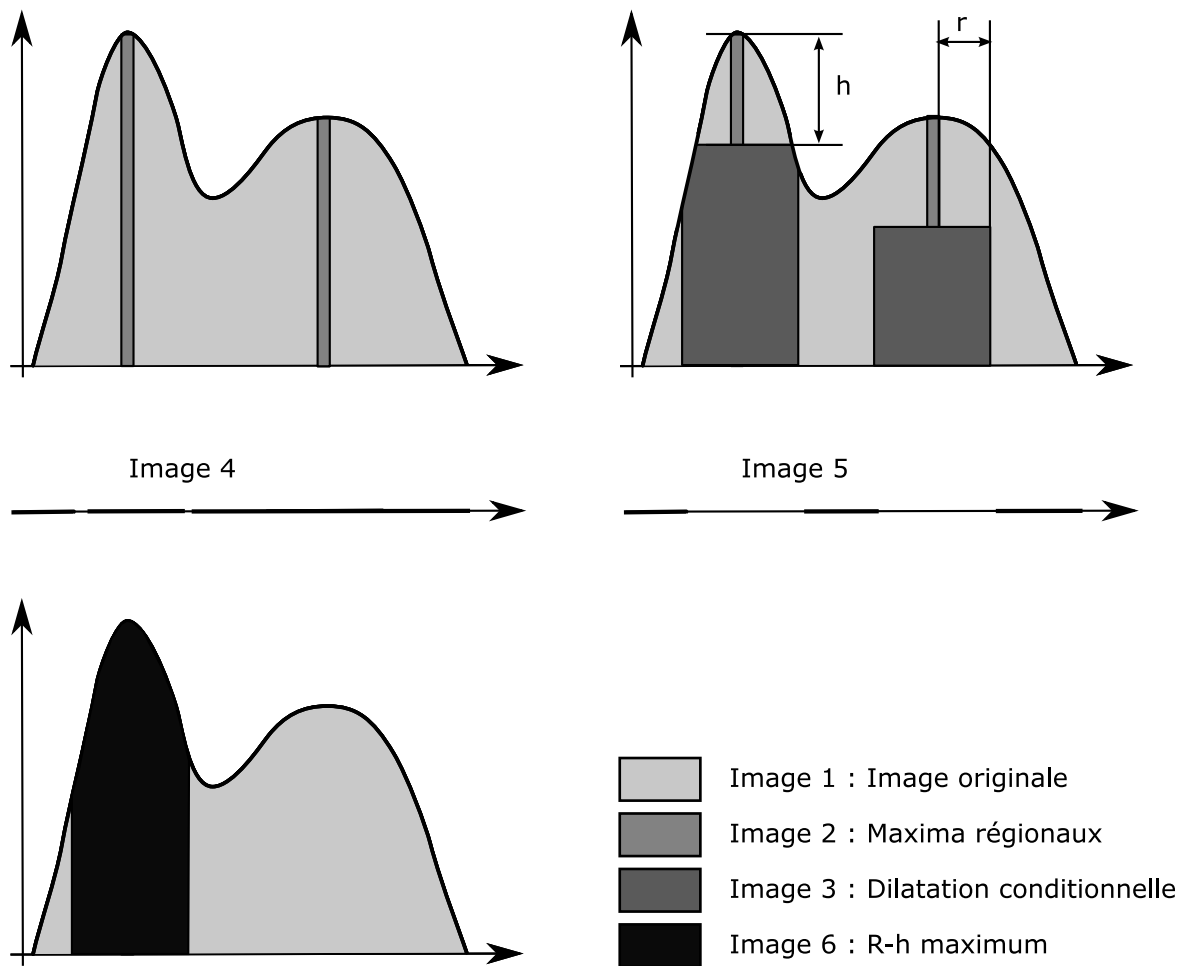 r
h
Image 4
Image 5
Image 1 : Image originale
Image 2 : Maxima régionaux
Image 3 : Dilatation conditionnelle
Image 6 : R-h maximum